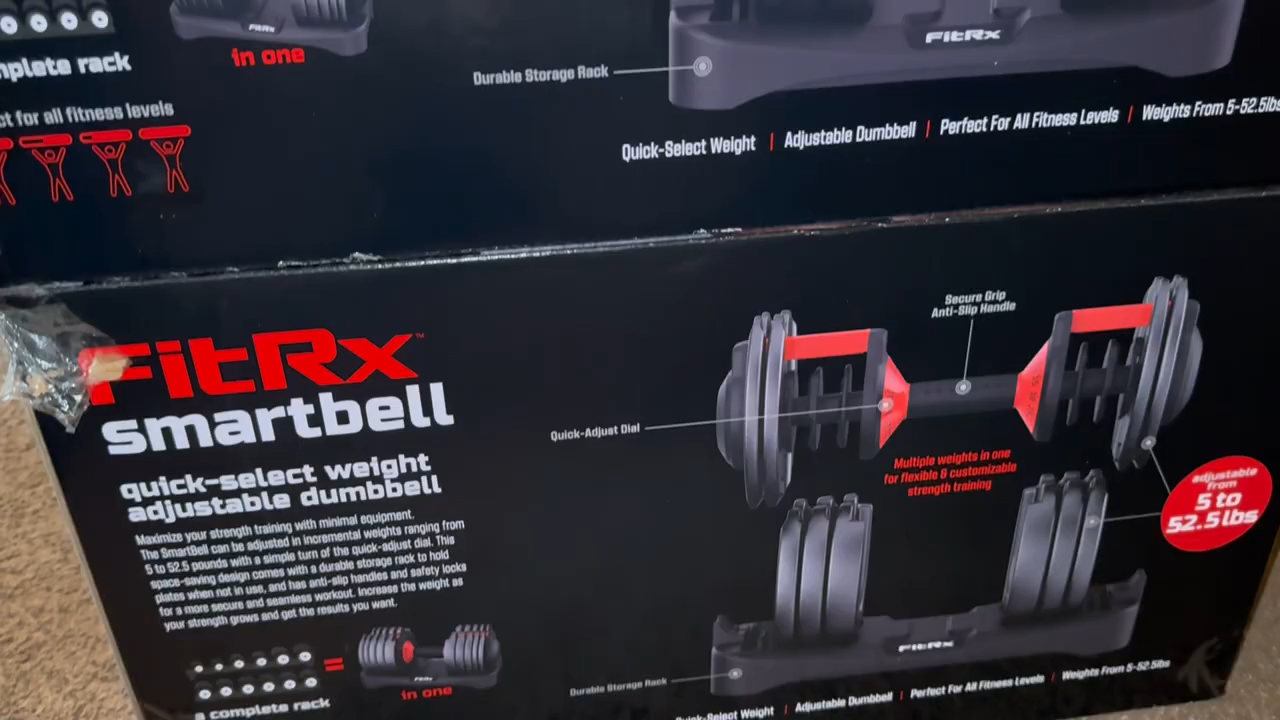 FitRx
in one
mplete rack
ct for all fitness levels
Durable Storage Rack
FitRx
Quick-Select Weight | Adjustable Dumbbell | Perfect For All Fitness Levels | Weights From 5-52.5lbs
FitRx™
smartbell
quick-select weight
adjustable dumbbell
Maximize your strength training with minimal equipment.
The SmartBell can be adjusted in incremental weights ranging from
5 to 52.5 pounds with a simple turn of the quick-adjust dial. This
space-saving design comes with a durable storage rack to hold
plates when not in use, and has anti-slip handles and safety locks
for a more secure and seamless workout. Increase the weight as
your strength grows and get the results you want.
=
FitRx
in one
a complete rack
Secure Grip
Anti-Slip Handle
Quick-Adjust Dial
Multiple weights in one
for flexible & customizable
strength training
adjustable
from
5 to
52.5lbs
FitRx
Durable Storage Rack
Quick-Select Weight | Adjustable Dumbbell | Perfect For All Fitness Levels | Weights From 5-52.5lbs